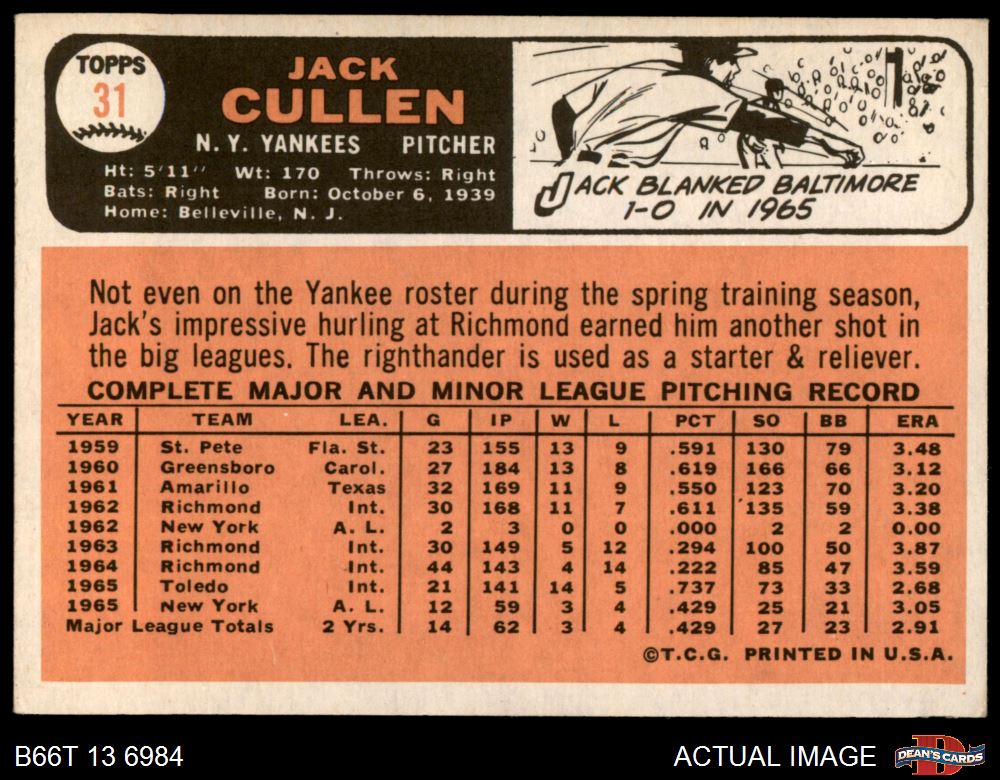 TOPPS
31
JACK
CULLEN
N. Y. YANKEES PITCHER
Ht: 5'11" Wt: 170 Throws: Right
Bats: Right Born: October 6, 1939
Home: Belleville, N. J.
JACK BLANKED BALTIMORE
1-0 IN 1965
Not even on the Yankee roster during the spring training season,
Jack's impressive hurling at Richmond earned him another shot in
the big leagues. The righthander is used as a starter & reliever.
COMPLETE MAJOR AND MINOR LEAGUE PITCHING RECORD
YEAR TEAM LEA. G IP W L PCT SO BB ERA
1959 St. Pete Fla. St. 23 155 13 9 .591 130 79 3.48
1960 Greensboro Carol. 27 184 13 8 .619 166 66 3.12
1961 Amarillo Texas 32 169 11 9 .550 123 70 3.20
1962 Richmond Int. 30 168 11 7 .611 135 59 3.38
1962 New York A. L. 2 3 0 0 .000 2 2 0.00
1963 Richmond Int. 30 149 5 12 .294 100 50 3.87
1964 Richmond Int. 44 143 4 14 .222 85 47 3.59
1965 Toledo Int. 21 141 14 5 .737 73 33 2.68
1965 New York A. L. 12 59 3 4 .429 25 21 3.05
Major League Totals 2 Yrs. 14 62 3 4 .429 27 23 2.91
©T.C.G. PRINTED IN U.S.A.
B66T 13 6984
ACTUAL IMAGE
DEAN'S CARDS